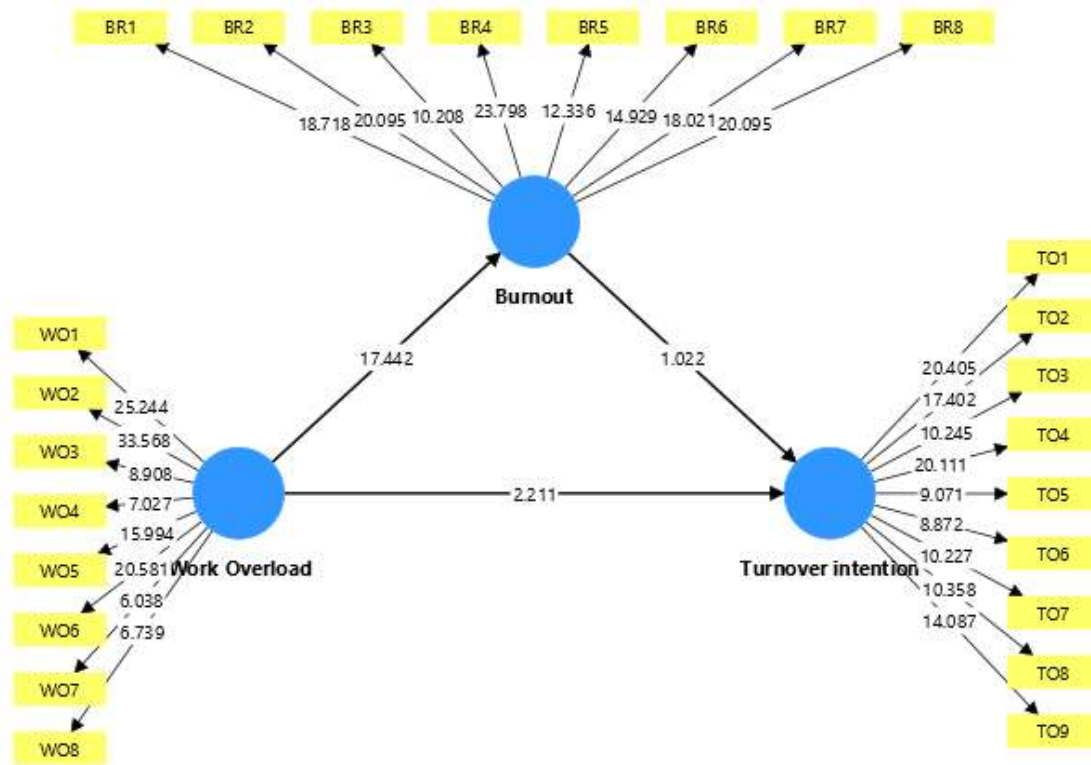 BR1 BR2 BR3 BR4 BR5 BR6 BR7 BR8
18.718 20.095 10.208 23.798 12.336 14.929 18.021 20.095
Burnout
17.442
1.022
2.211
WO1
WO2
WO3
WO4
WO5
WO6
WO7
WO8
25.244
33.568
8.908
7.027
15.994
20.581
6.038
6.739
Work Overload
Turnover intention
20.405
17.402
10.245
20.111
9.071
8.872
10.227
10.358
14.087
TO1
TO2
TO3
TO4
TO5
TO6
TO7
TO8
TO9